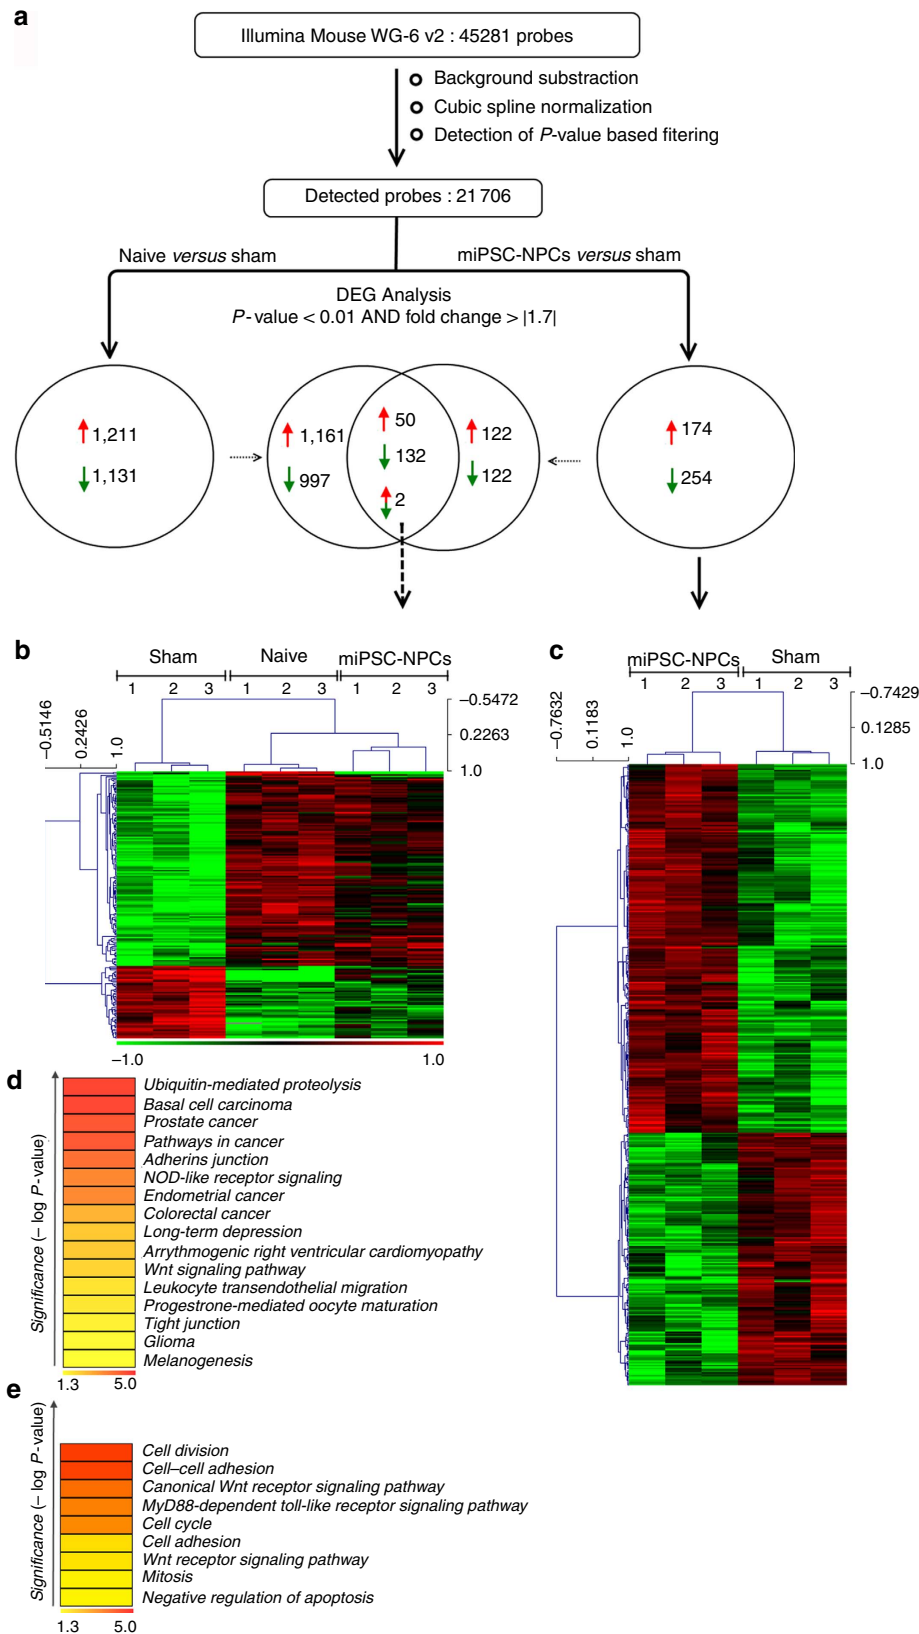 a
Illumina Mouse WG-6 v2 : 45281 probes
Background substraction
Cubic spline normalization
Detection of P-value based fitering
Detected probes : 21 706
Naive versus sham
miPSC-NPCs versus sham
DEG Analysis
P-value < 0.01 AND fold change > |1.7|
1,211
1,131
1,161
997
50
132
2
122
122
174
254
b
Sham
Naive
miPSC-NPCs
1 2 3 1 2 3 1 2 3
−0.5146
0.2426
1.0
−0.5472
0.2263
1.0
−1.0
1.0
c
miPSC-NPCs
Sham
1 2 3 1 2 3
−0.7632
0.1183
1.0
−0.7429
0.1285
1.0
d
Significance (− log P-value)
Ubiquitin-mediated proteolysis
Basal cell carcinoma
Prostate cancer
Pathways in cancer
Adherins junction
NOD-like receptor signaling
Endometrial cancer
Colorectal cancer
Long-term depression
Arrythmogenic right ventricular cardiomyopathy
Wnt signaling pathway
Leukocyte transendothelial migration
Progestrone-mediated oocyte maturation
Tight junction
Glioma
Melanogenesis
1.3 5.0
e
Significance (− log P-value)
Cell division
Cell–cell adhesion
Canonical Wnt receptor signaling pathway
MyD88-dependent toll-like receptor signaling pathway
Cell cycle
Cell adhesion
Wnt receptor signaling pathway
Mitosis
Negative regulation of apoptosis
1.3 5.0